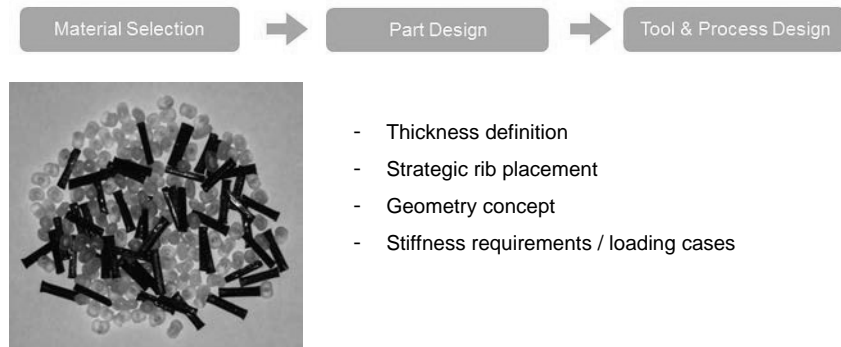 Material Selection
Part Design
Tool & Process Design
- Thickness definition
- Strategic rib placement
- Geometry concept
- Stiffness requirements / loading cases